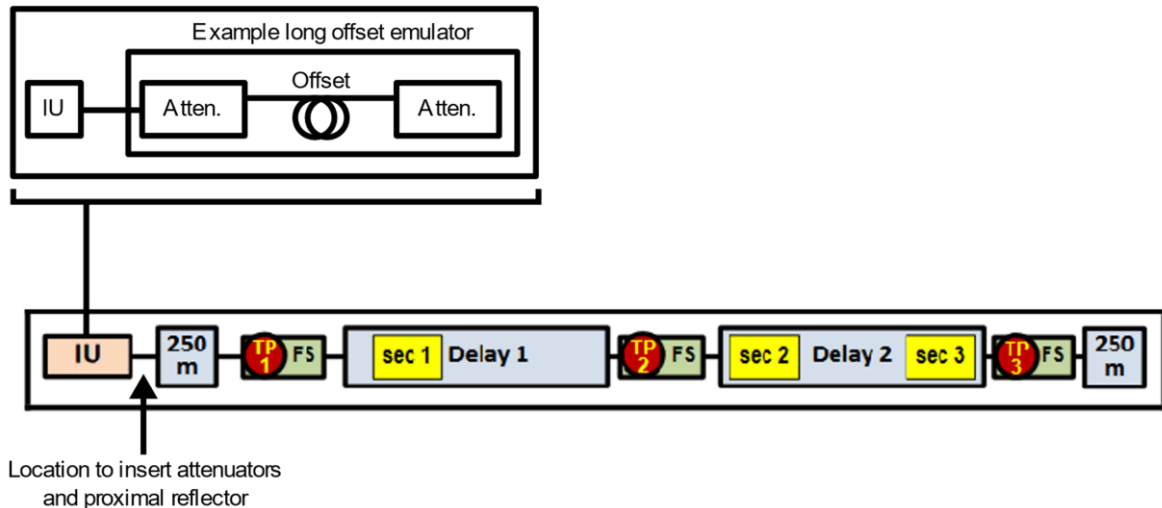 Example long offset emulator
Offset
IU
Atten.
Atten.
IU
250
m
TP
1
FS
sec 1
Delay 1
TP
2
FS
sec 2
Delay 2
sec 3
TP
3
FS
250
m
Location to insert attenuators
and proximal reflector